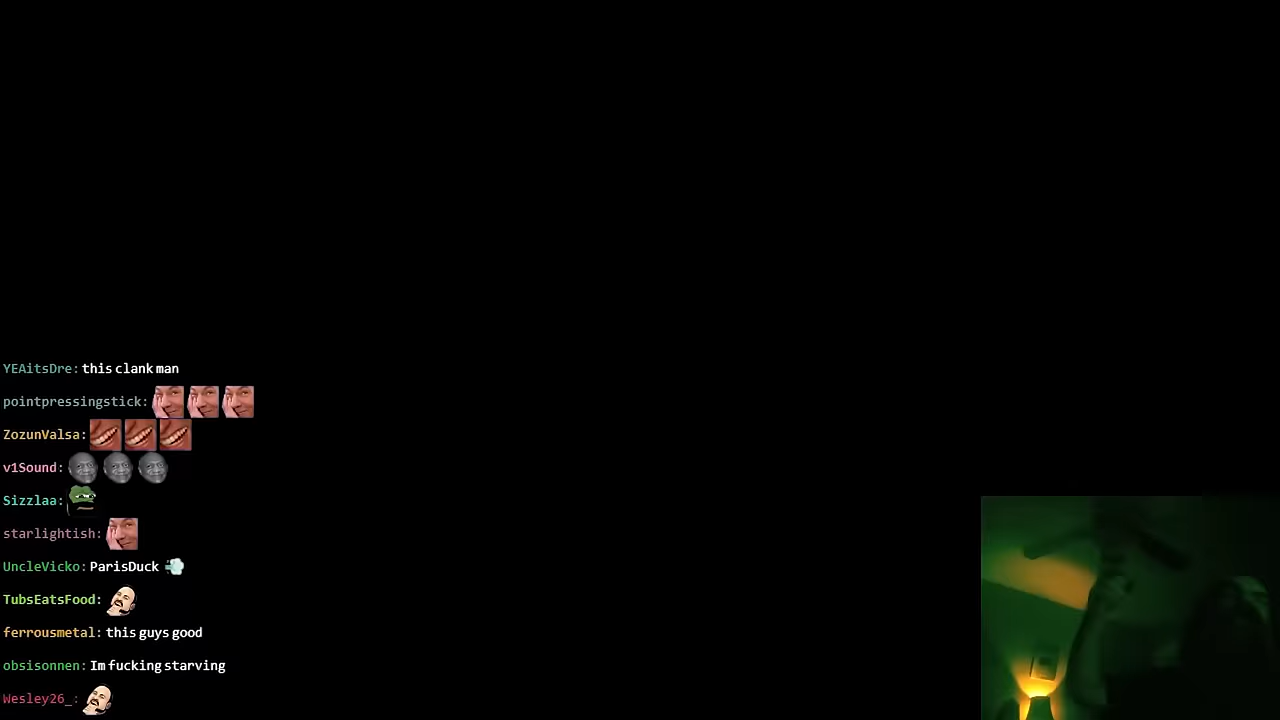 YEAitsDre: this clank man
pointpressingstick:
ZozunValsa:
v1Sound:
Sizzlaa:
starlightish:
UncleVicko: ParisDuck
TubsEatsFood:
ferrousmetal: this guys good
obsisonnen: Im fucking starving
Wesley26_: